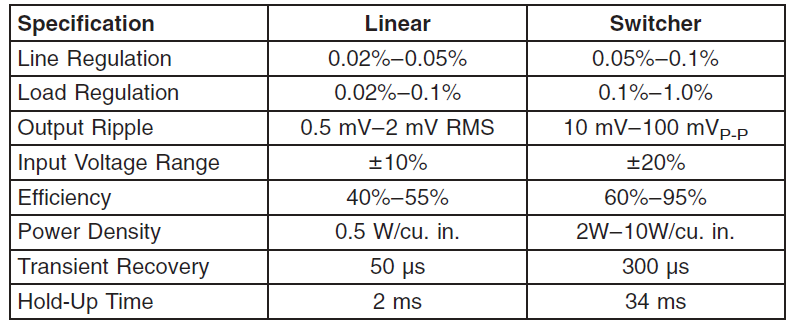 Specification Linear Switcher
Line Regulation 0.02%–0.05% 0.05%–0.1%
Load Regulation 0.02%–0.1% 0.1%–1.0%
Output Ripple 0.5 mV–2 mV RMS 10 mV–100 mVP-P
Input Voltage Range ±10% ±20%
Efficiency 40%–55% 60%–95%
Power Density 0.5 W/cu. in. 2W–10W/cu. in.
Transient Recovery 50 µs 300 µs
Hold-Up Time 2 ms 34 ms